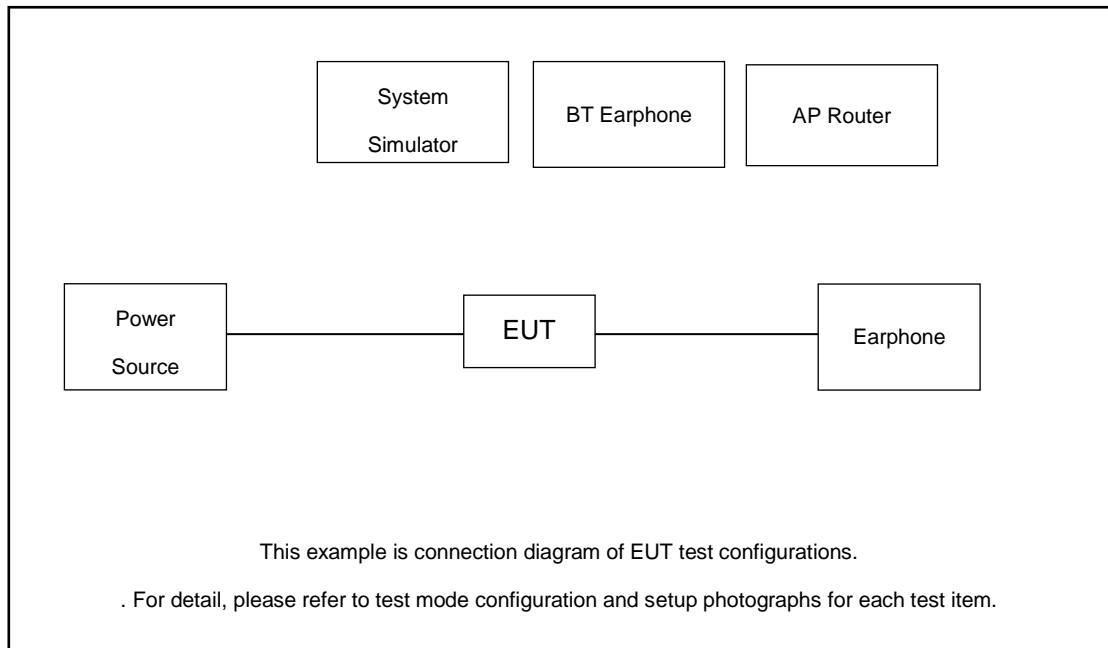 System
Simulator
BT Earphone
AP Router
Power
Source
EUT
Earphone
This example is connection diagram of EUT test configurations.
. For detail, please refer to test mode configuration and setup photographs for each test item.